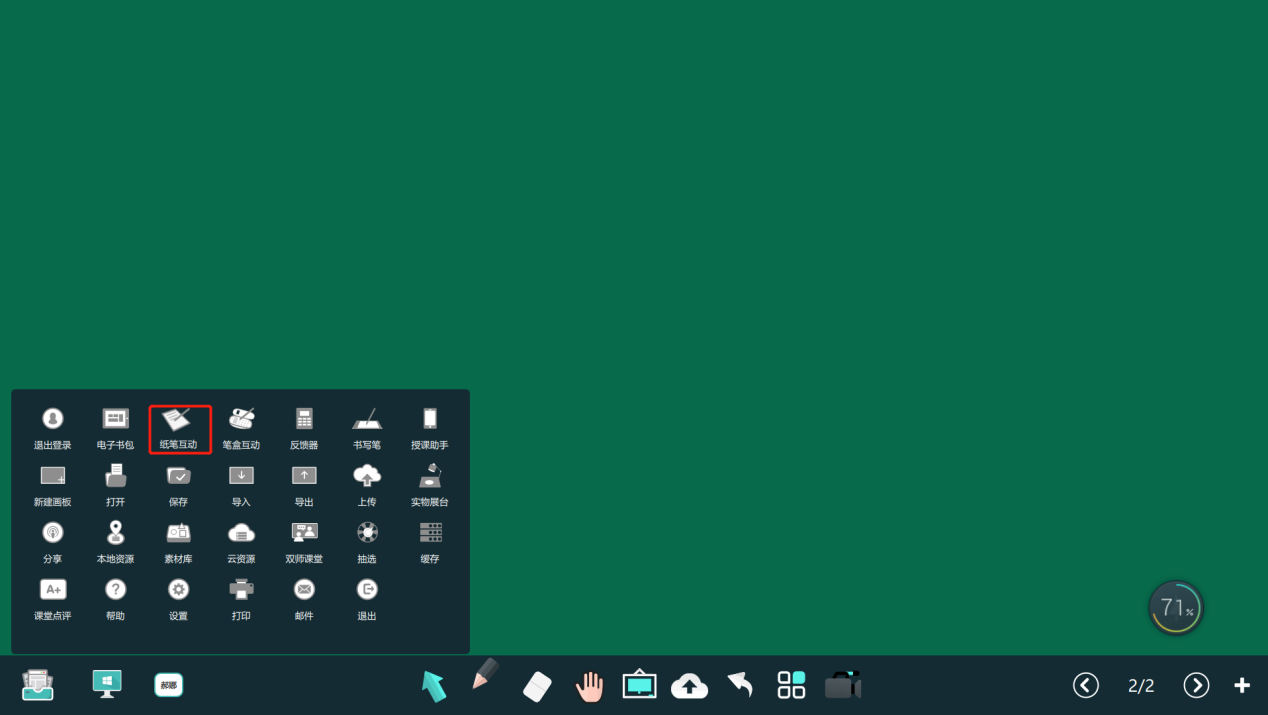 退出登录 电子书包 纸笔互动 笔盒互动 反馈器 书写笔 授课助手
新建画板 打开 保存 导入 导出 上传 实物展台
分享 本地资源 素材库 云资源 双师课堂 抽选 缓存
A+ ?
课堂点评 帮助 设置 打印 邮件 退出
71%
郝娜 2/2